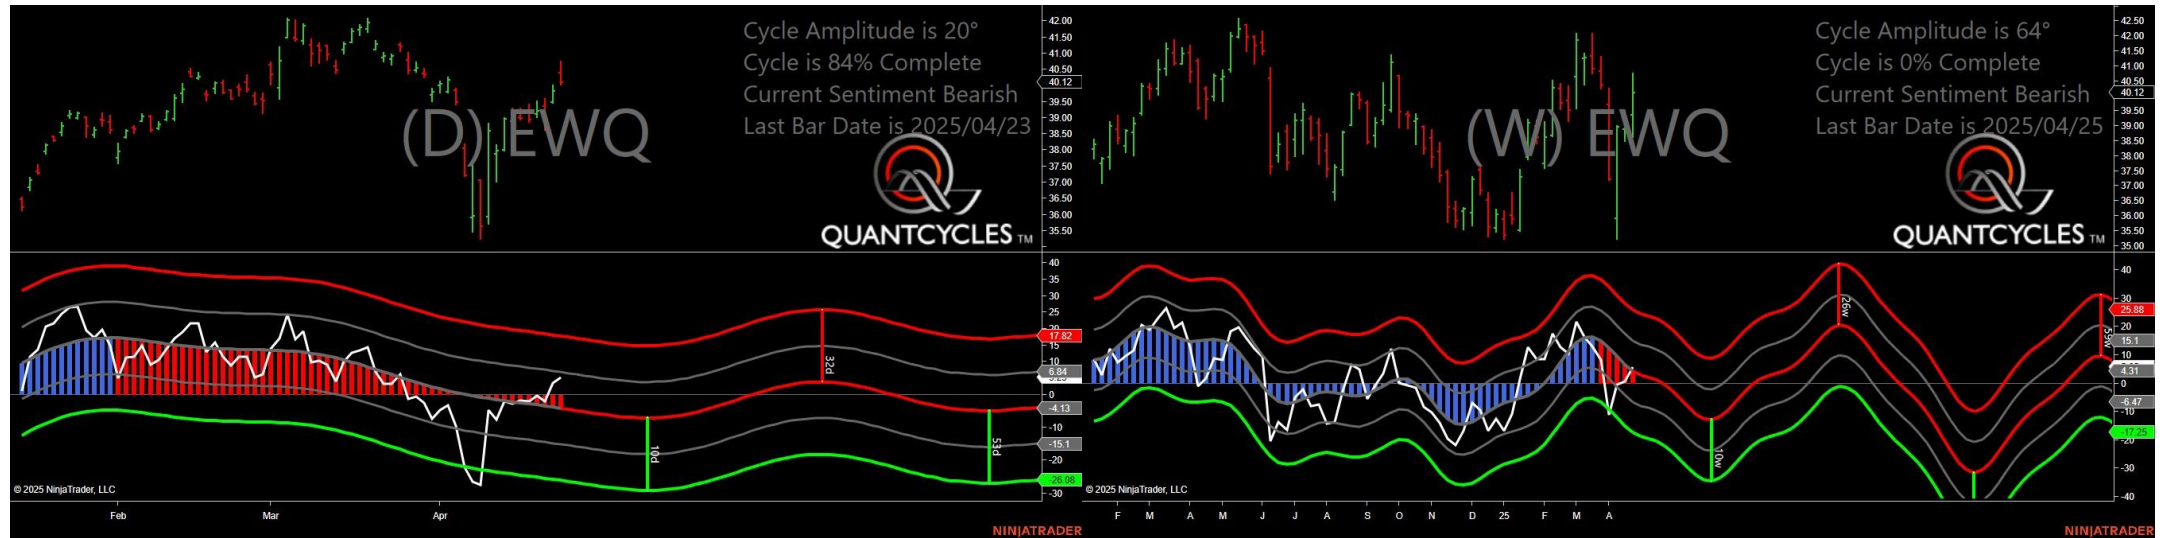 Cycle Amplitude is 20°
Cycle is 84% Complete
Current Sentiment Bearish
Last Bar Date is 2025/04/23
(D) EWQ
QUANTCYCLES TM
42.00
41.50
41.00
40.50
40.12
39.50
39.00
38.50
38.00
37.50
37.00
36.50
36.00
35.50
40
35
30
25
17.82
15
10
6.84
0
-4.13
-10
-15.1
-20
-26.08
-30
32d
10d
53d
© 2025 NinjaTrader, LLC
Feb Mar Apr
NINJATRADER
Cycle Amplitude is 64°
Cycle is 0% Complete
Current Sentiment Bearish
Last Bar Date is 2025/04/25
(W) EWQ
QUANTCYCLES TM
42.50
42.00
41.50
41.00
40.50
40.12
39.50
39.00
38.50
38.00
37.50
37.00
36.50
36.00
35.50
35.00
40
30
25.88
20
15.1
10
4.31
0
-6.47
-10
-17.25
-20
-30
-40
26w
10w
© 2025 NinjaTrader, LLC
F M A M J J A S O N D 25 F M A
NINJATRADER